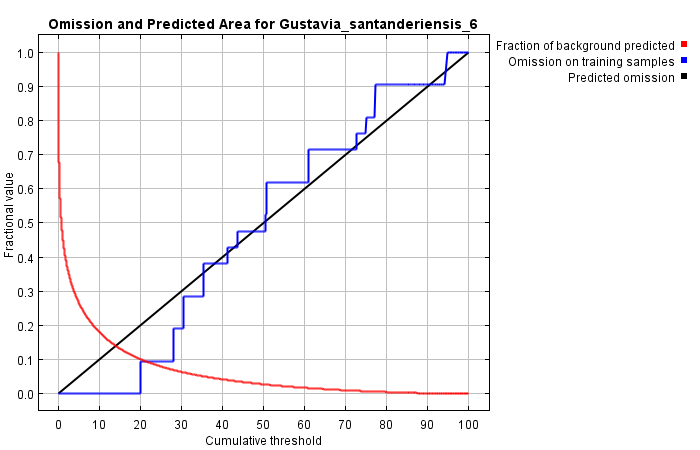 Omission and Predicted Area for Gustavia_santanderiensis_6
Fraction of background predicted
Omission on training samples
Predicted omission
Fractional value
1.0
0.9
0.8
0.7
0.6
0.5
0.4
0.3
0.2
0.1
0.0
0 10 20 30 40 50 60 70 80 90 100
Cumulative threshold